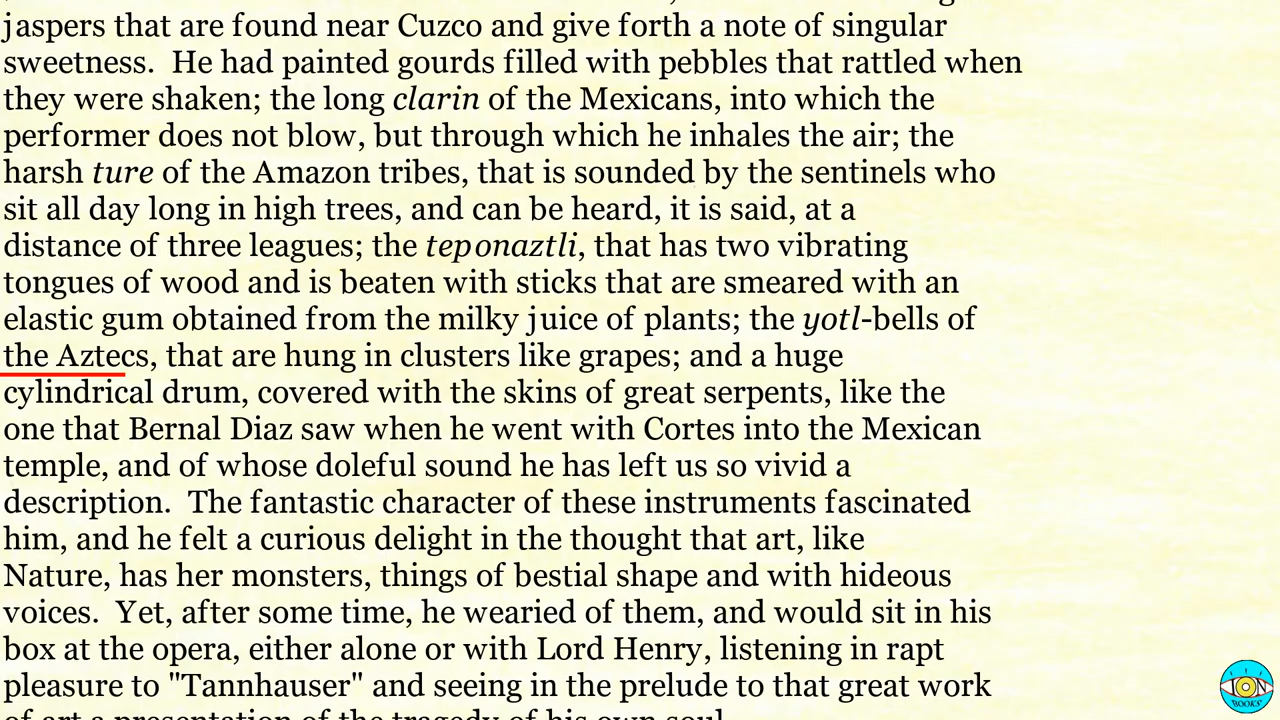 jaspers that are found near Cuzco and give forth a note of singular
sweetness.  He had painted gourds filled with pebbles that rattled when
they were shaken; the long clarin of the Mexicans, into which the
performer does not blow, but through which he inhales the air; the
harsh ture of the Amazon tribes, that is sounded by the sentinels who
sit all day long in high trees, and can be heard, it is said, at a
distance of three leagues; the teponaztli, that has two vibrating
tongues of wood and is beaten with sticks that are smeared with an
elastic gum obtained from the milky juice of plants; the yotl-bells of
the Aztecs, that are hung in clusters like grapes; and a huge
cylindrical drum, covered with the skins of great serpents, like the
one that Bernal Diaz saw when he went with Cortes into the Mexican
temple, and of whose doleful sound he has left us so vivid a
description.  The fantastic character of these instruments fascinated
him, and he felt a curious delight in the thought that art, like
Nature, has her monsters, things of bestial shape and with hideous
voices.  Yet, after some time, he wearied of them, and would sit in his
box at the opera, either alone or with Lord Henry, listening in rapt
pleasure to "Tannhauser" and seeing in the prelude to that great work
of art a presentation of the tragedy of his own soul.
ION
BOOKS